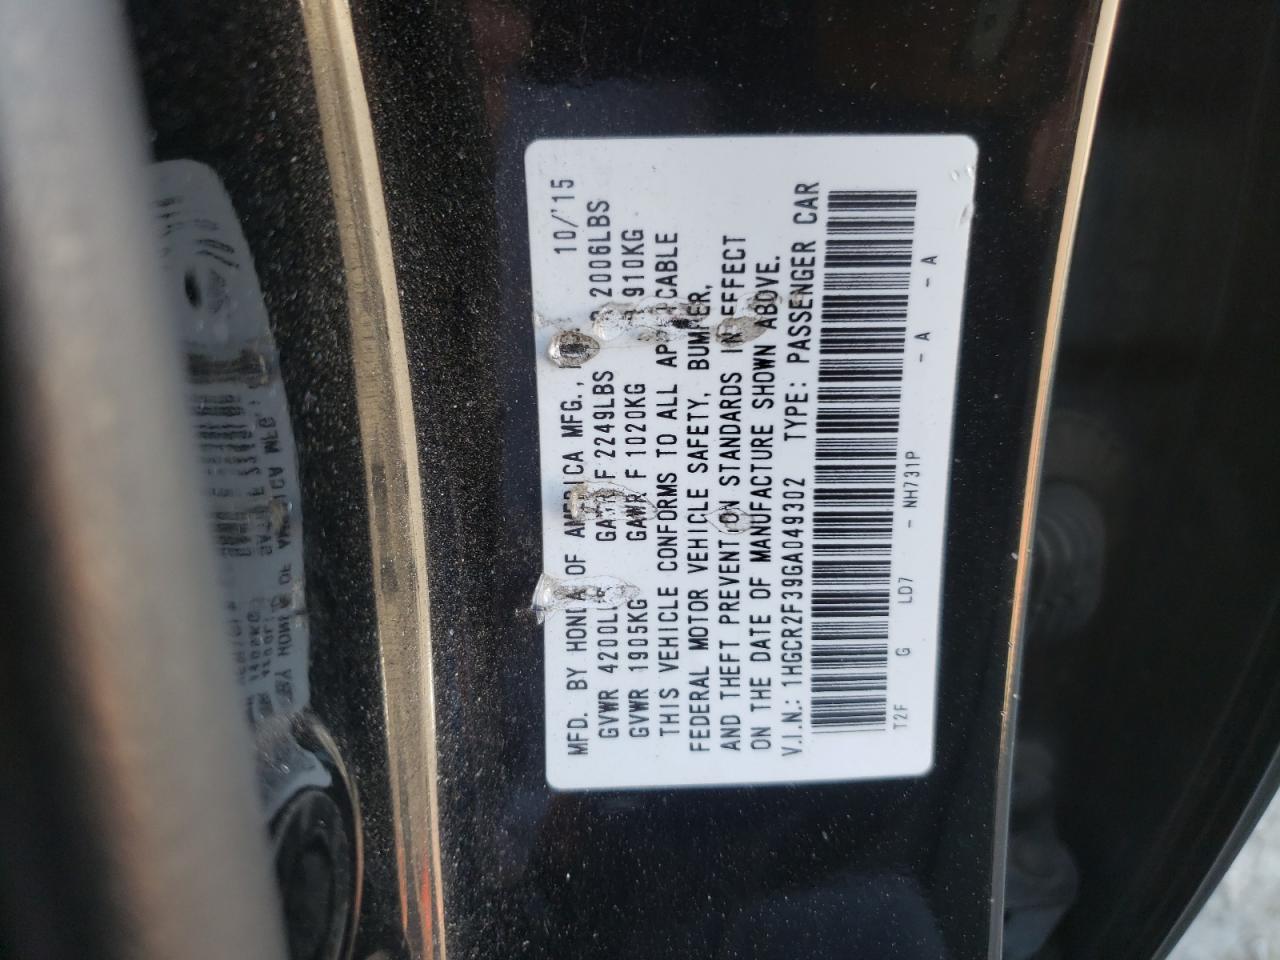 MFD. BY HONDA OF AMERICA MFG., 10/'15
GVWR 4200LBS GAWR F 2249LBS 2006LBS
GVWR 1905KG GAWR F 1020KG 910KG
THIS VEHICLE CONFORMS TO ALL APPLICABLE
FEDERAL MOTOR VEHICLE SAFETY, BUMPER,
AND THEFT PREVENTION STANDARDS IN EFFECT
ON THE DATE OF MANUFACTURE SHOWN ABOVE.
V.I.N.: 1HGCR2F39GA049302 TYPE: PASSENGER CAR
T2F G LD7 - NH731P - A - A